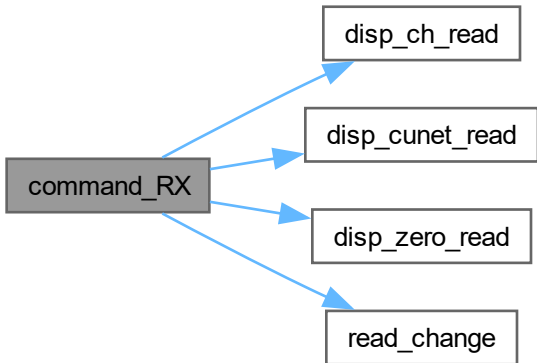 disp_ch_read
disp_cunet_read
command_RX
disp_zero_read
read_change